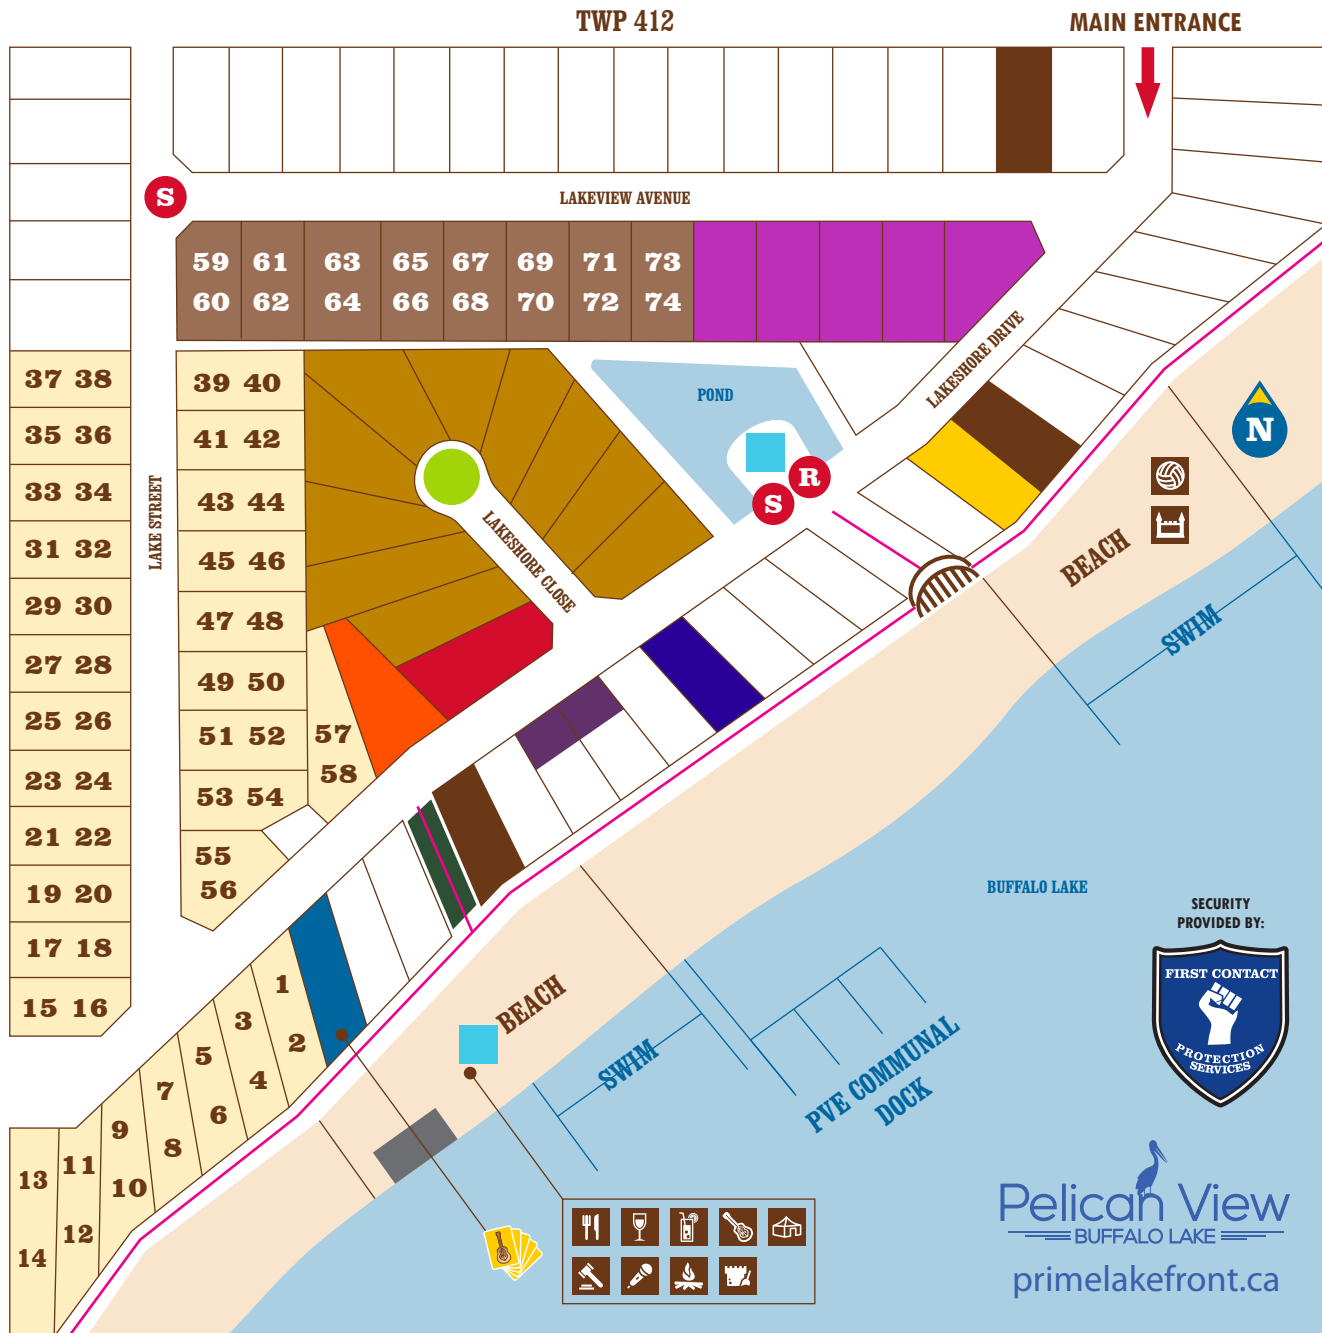 TWP 412
MAIN ENTRANCE
S
LAKEVIEW AVENUE
59 61 63 65 67 69 71 73
60 62 64 66 68 70 72 74
LAKESHORE DRIVE
37 38
35 36
33 34
31 32
29 30
27 28
25 26
23 24
21 22
19 20
17 18
15 16
LAKE STREET
39 40
41 42
43 44
45 46
47 48
49 50
51 52
53 54
55
56
57
58
LAKESHORE CLOSE
POND
R
S
N
BEACH
SWIM
BUFFALO LAKE
1
2
3
4
5
6
7
8
9
10
11
12
13
14
BEACH
SWIM
PVE COMMUNAL
DOCK
SECURITY
PROVIDED BY:
FIRST CONTACT
PROTECTION
SERVICES
Pelican View
BUFFALO LAKE
primelakefront.ca